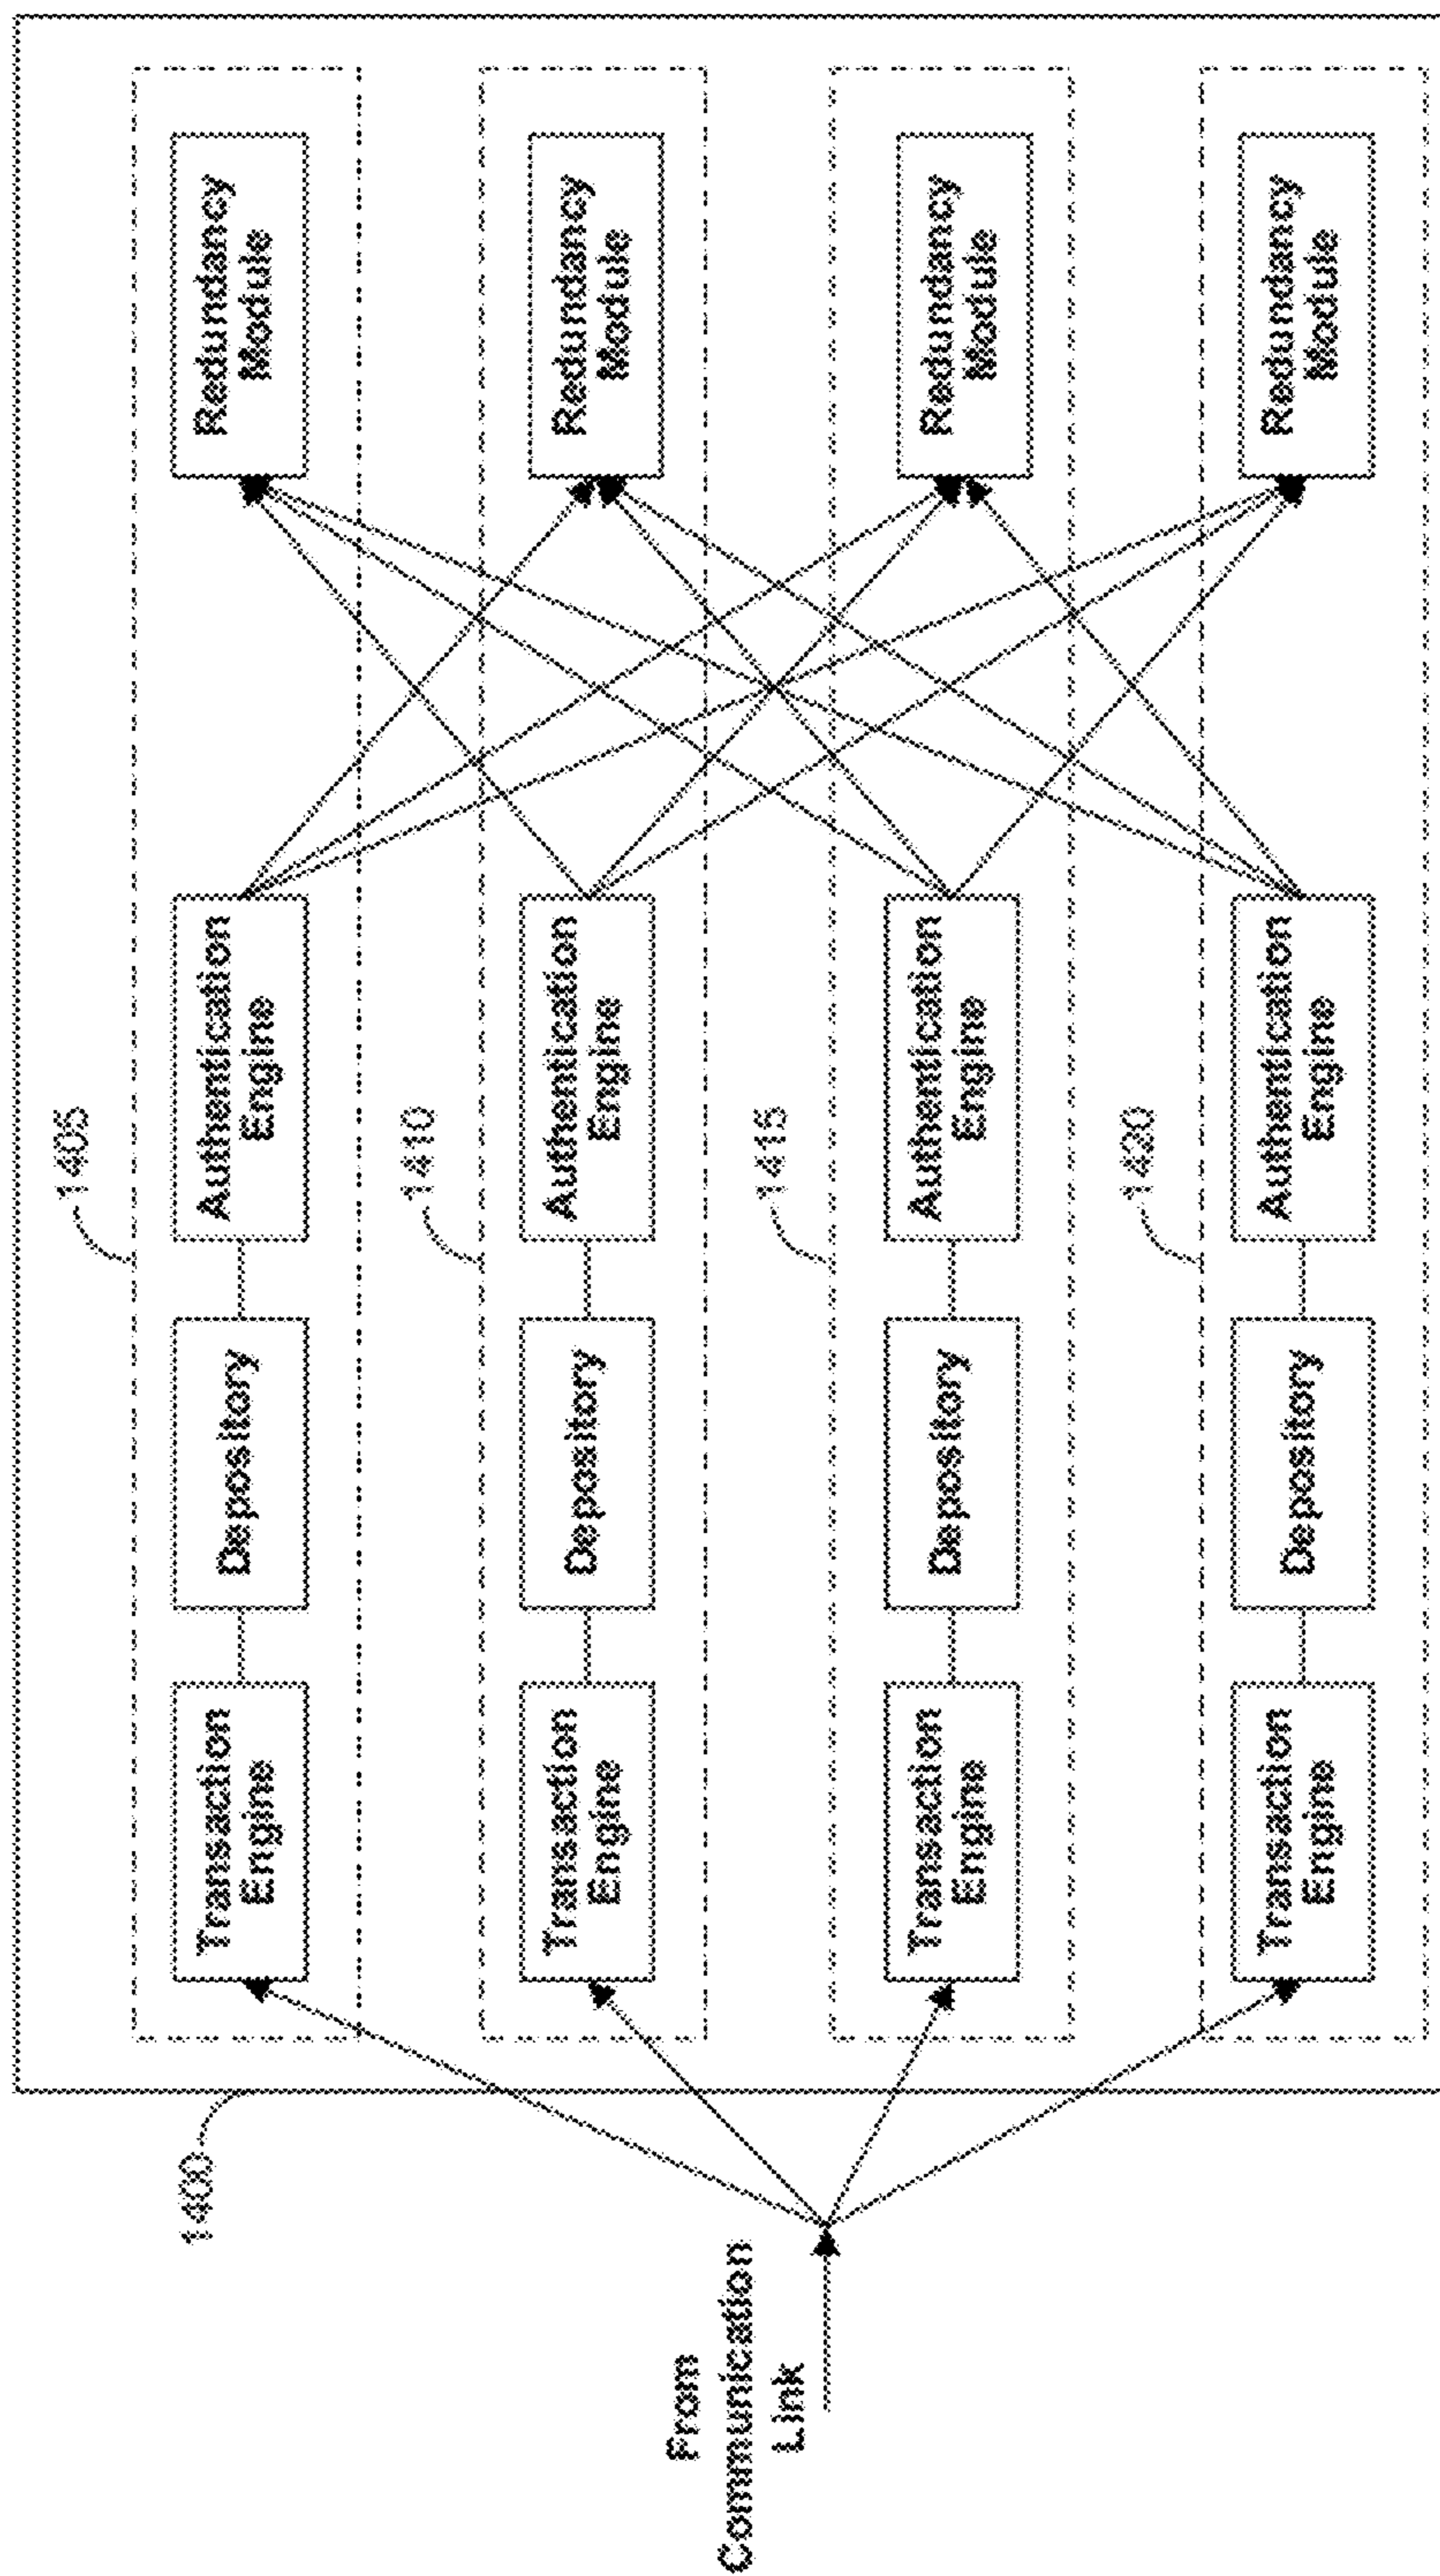 1400
From
Communication
Link
1405
Transaction
Engine
Depository
Authentication
Engine
Redundancy
Module
1410
Transaction
Engine
Depository
Authentication
Engine
Redundancy
Module
1415
Transaction
Engine
Depository
Authentication
Engine
Redundancy
Module
1420
Transaction
Engine
Depository
Authentication
Engine
Redundancy
Module